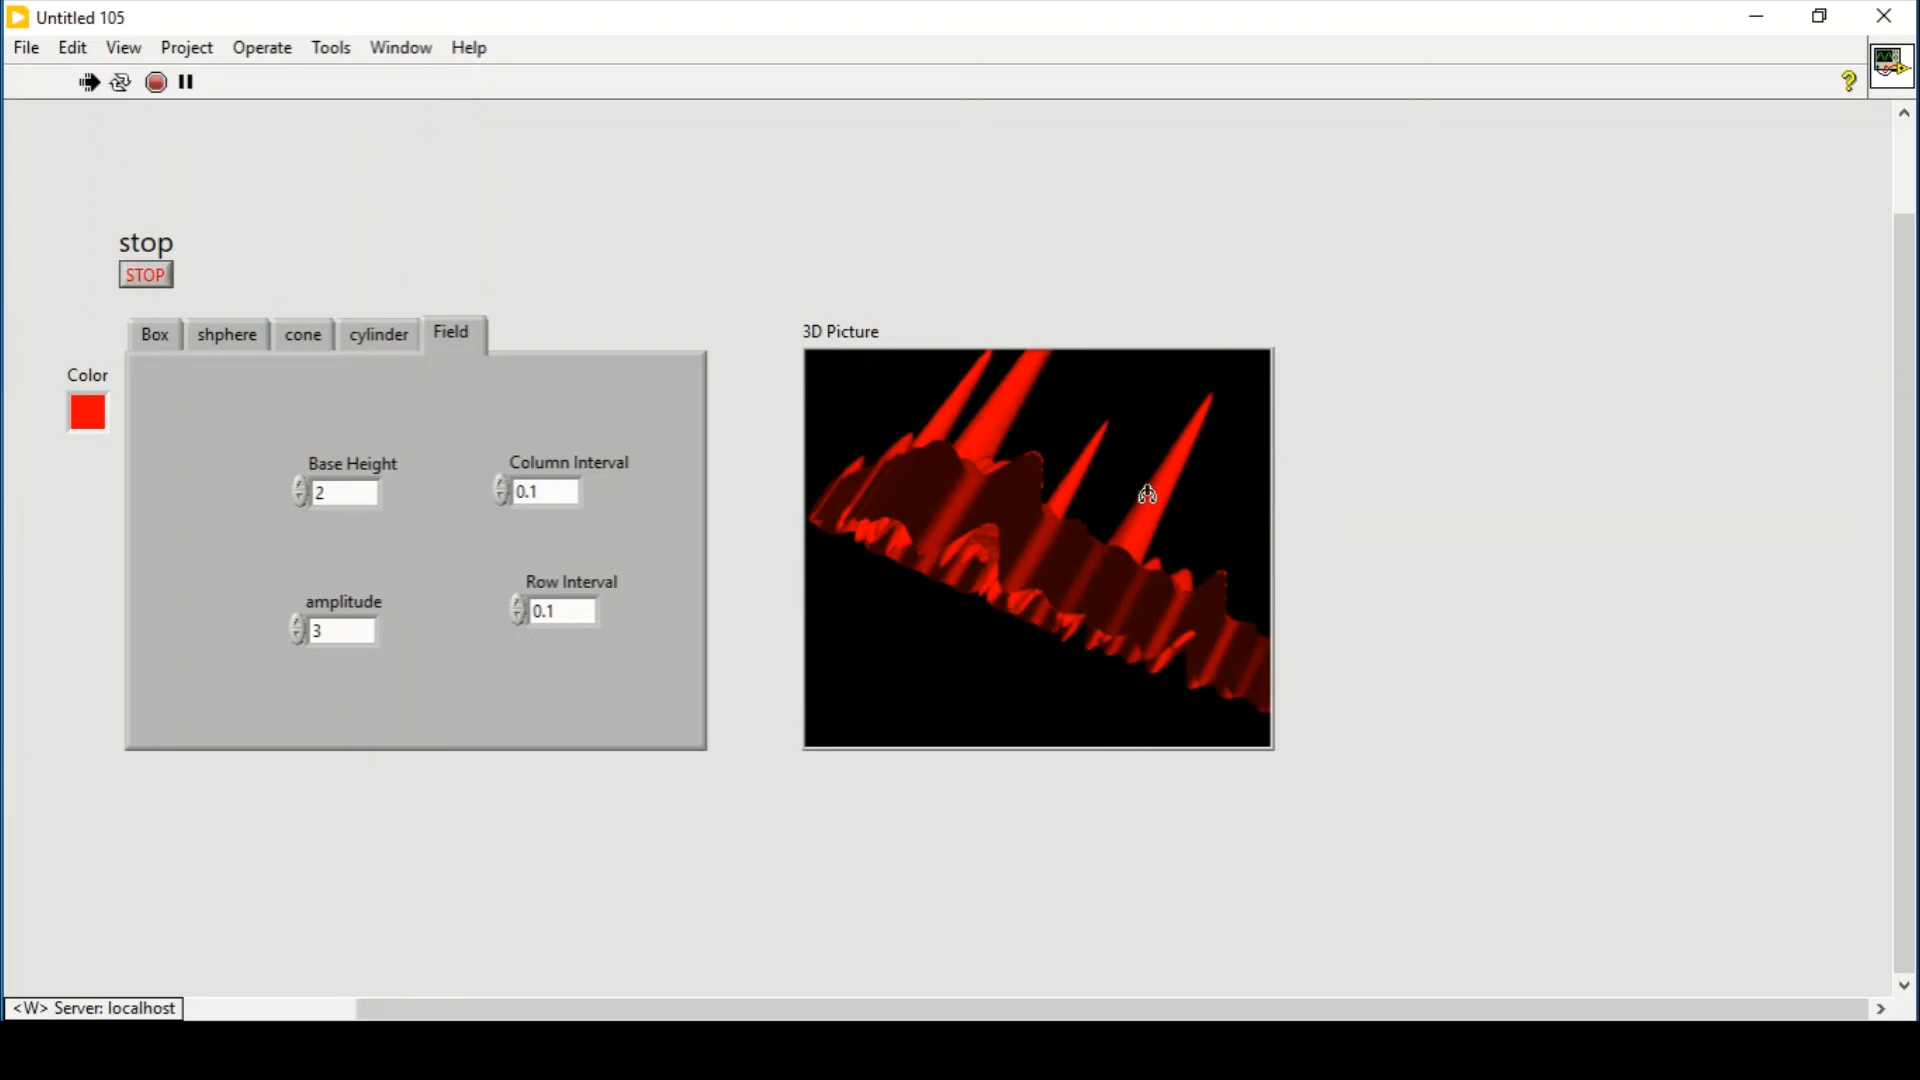 Untitled 105
File Edit View Project Operate Tools Window Help
stop
STOP
Box shphere cone cylinder Field
3D Picture
Color
Base Height
Column Interval
2
0.1
Row Interval
amplitude
0.1
3
<W> Server: localhost